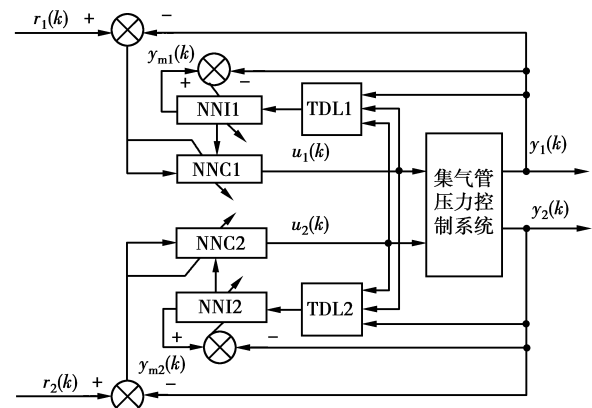 r₁(k) + −
yₘ₁(k)
+ −
NNI1 TDL1
y₁(k)
NNC1 u₁(k)
集气管
压力控
制系统
y₂(k)
u₂(k)
NNC2
NNI2 TDL2
+ −
yₘ₂(k)
r₂(k) + −